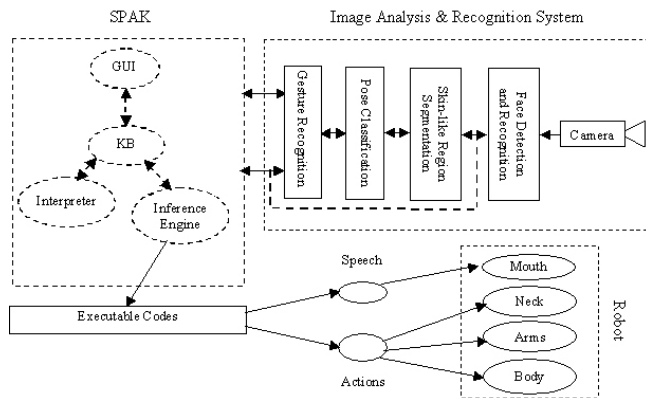 SPAK
Image Analysis & Recognition System
GUI
KB
Interpreter
Inference
Engine
Gesture Recognition
Pose Classification
Skin-like Region
Segmentation
Face Detection
and Recognition
Camera
Executable Codes
Speech
Actions
Mouth
Neck
Arms
Body
Robot